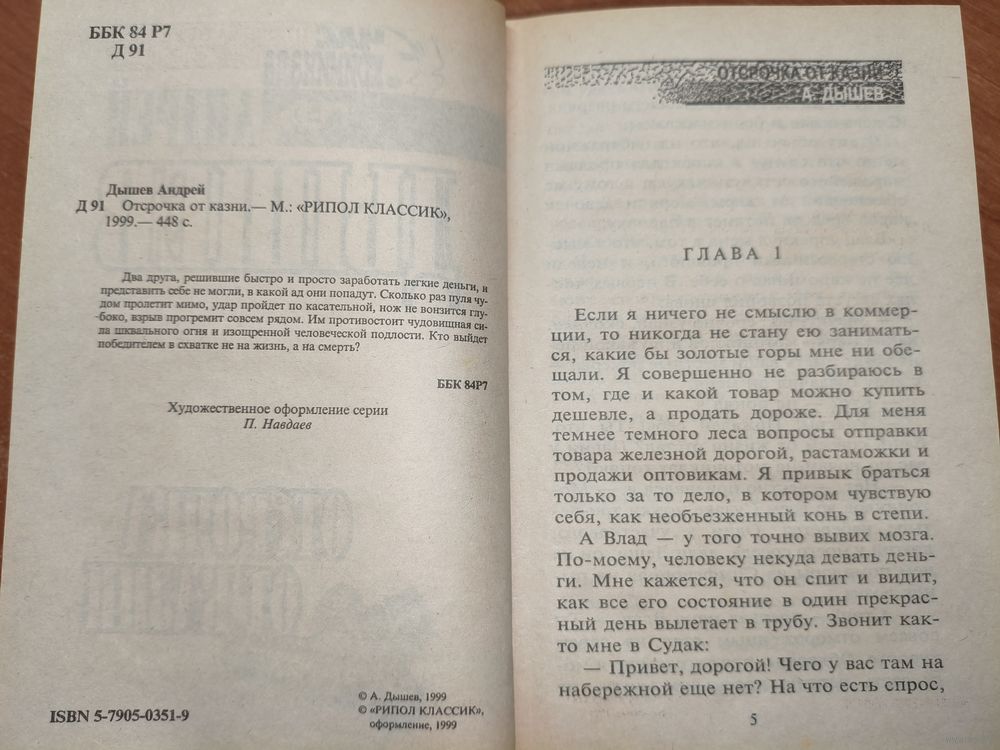 ББК 84 Р7
Д 91
Дышев Андрей
Д 91 Отсрочка от казни.— М.: «РИПОЛ КЛАССИК»,
1999.— 448 с.
Два друга, решившие быстро и просто заработать легкие деньги, и
представить себе не могли, в какой ад они попадут. Сколько раз пуля чу-
дом пролетит мимо, удар пройдет по касательной, нож не вонзится глу-
боко, взрыв прогремит совсем рядом. Им противостоит чудовищная си-
ла шквального огня и изощренной человеческой подлости. Кто выйдет
победителем в схватке не на жизнь, а на смерть?
ББК 84Р7
Художественное оформление серии
П. Навдаев
ISBN 5-7905-0351-9
© А. Дышев, 1999
© «РИПОЛ КЛАССИК»,
оформление, 1999
ОТСРОЧКА ОТ КАЗНИ
А. ДЫШЕВ
ГЛАВА 1
Если я ничего не смыслю в коммер-
ции, то никогда не стану ею занимать-
ся, какие бы золотые горы мне ни обе-
щали. Я совершенно не разбираюсь в
том, где и какой товар можно купить
дешевле, а продать дороже. Для меня
темнее темного леса вопросы отправки
товара железной дорогой, растаможки и
продажи оптовикам. Я привык браться
только за то дело, в котором чувствую
себя, как необъезженный конь в степи.
А Влад — у того точно вывих мозга.
По-моему, человеку некуда девать день-
ги. Мне кажется, что он спит и видит,
как все его состояние в один прекрас-
ный день вылетает в трубу. Звонит как-
то мне в Судак:
— Привет, дорогой! Чего у вас там на
набережной еще нет? На что есть спрос,
5